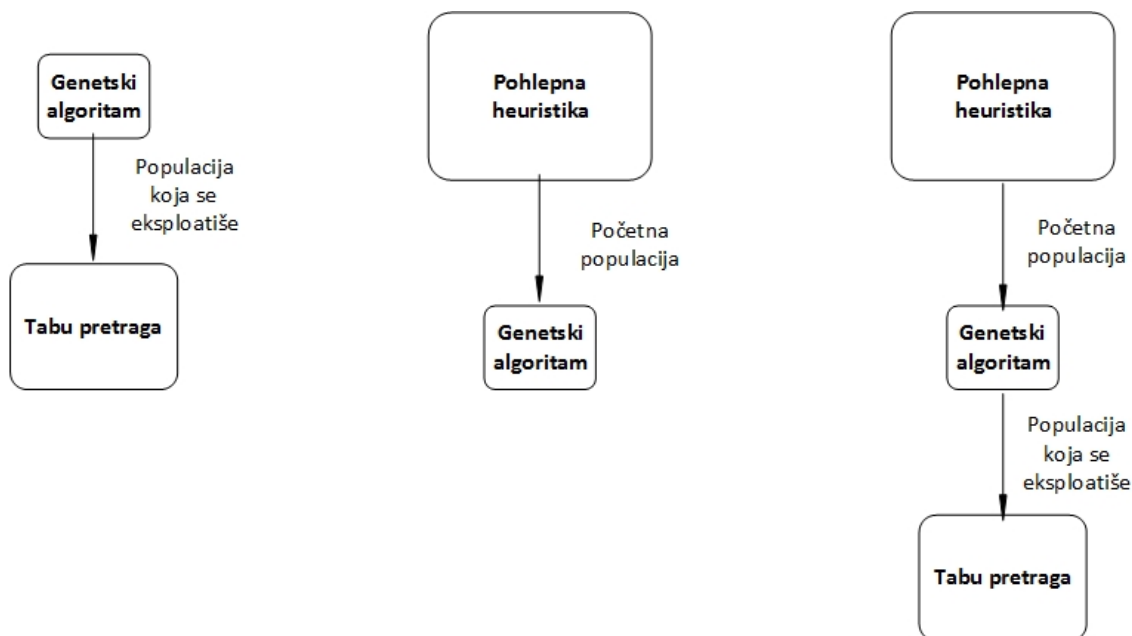 Genetski
algoritam
Populacija
koja se
eksploatiše
Tabu pretraga
Pohlepna
heuristika
Početna
populacija
Genetski
algoritam
Pohlepna
heuristika
Početna
populacija
Genetski
algoritam
Populacija
koja se
eksploatiše
Tabu pretraga